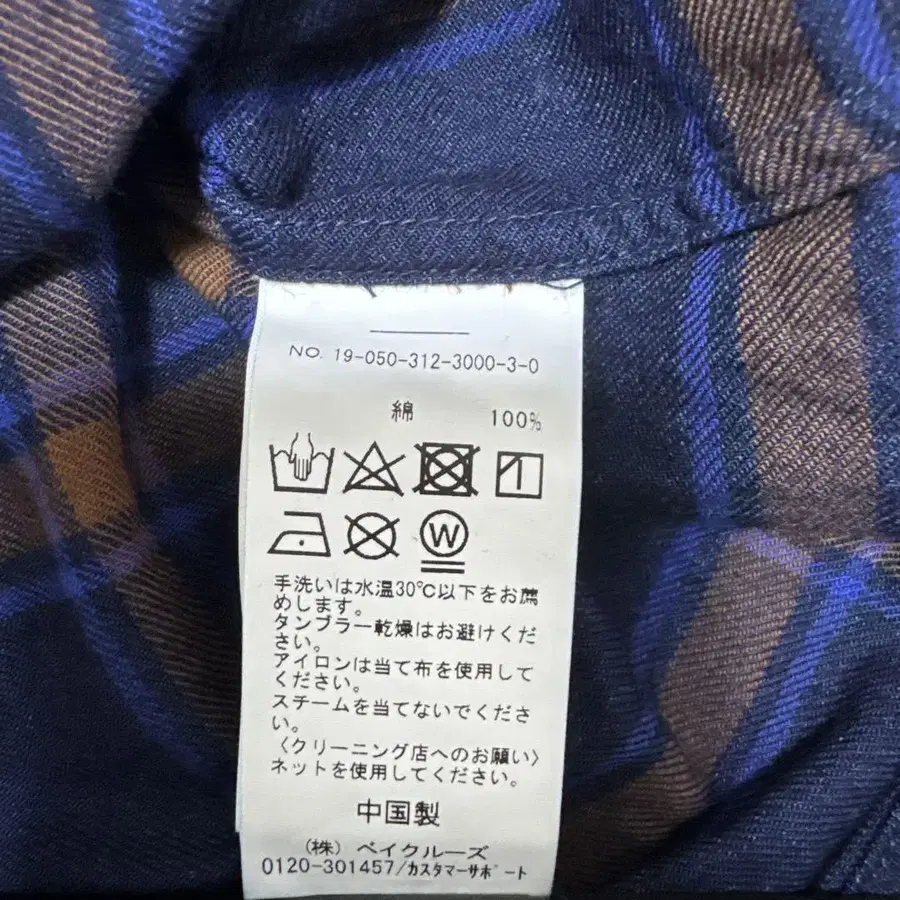 NO. 19-050-312-3000-3-0
綿 100%
W
手洗いは水温30℃以下をお薦
めします。
タンブラー乾燥はお避けくだ
さい。
アイロンは当て布を使用して
ください。
スチームを当てないでくださ
い。
〈クリーニング店へのお願い〉
ネットを使用してください。
中国製
(株) ベイクルーズ
0120-301457/カスタマーサポート